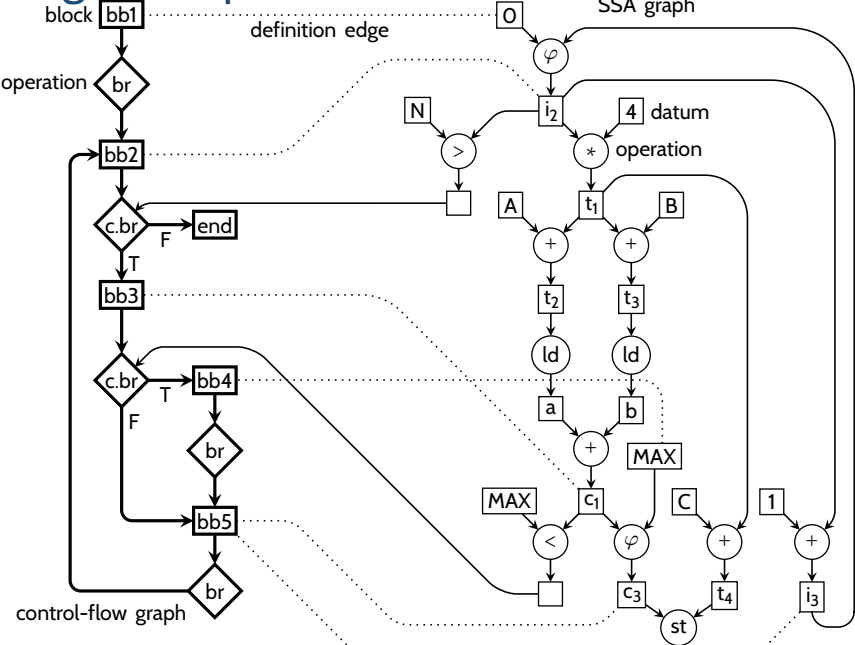 SSA graph
block
bb1
0
definition edge
φ
operation
br
N
i2
4
datum
>
*
operation
bb2
A
t1
B
c.br
F
end
+
+
T
bb3
t2
t3
ld
ld
c.br
T
bb4
F
a
b
br
+
MAX
MAX
c1
C
1
bb5
<
φ
+
+
br
c3
t4
i3
control-flow graph
st